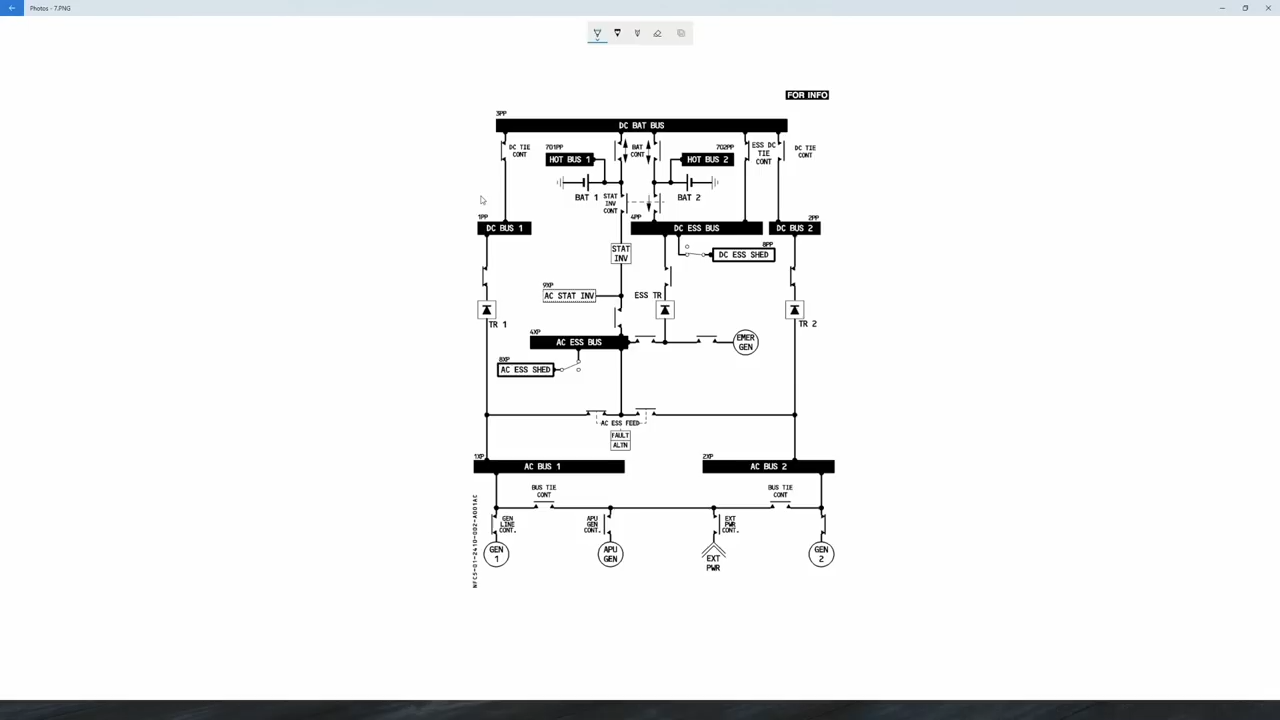 Photos - 7.PNG
FOR INFO
3PP
DC BAT BUS
DC TIE
CONT
701PP
HOT BUS 1
BAT
CONT
702PP
HOT BUS 2
ESS DC
TIE
CONT
DC TIE
CONT
BAT 1
STAT
INV
CONT
BAT 2
1PP
DC BUS 1
4PP
DC ESS BUS
2PP
DC BUS 2
STAT
INV
8PP
DC ESS SHED
9XP
AC STAT INV
ESS TR
TR 1
TR 2
4XP
AC ESS BUS
EMER
GEN
8XP
AC ESS SHED
AC ESS FEED
FAULT
ALTN
1XP
AC BUS 1
2XP
AC BUS 2
BUS TIE
CONT
BUS TIE
CONT
GEN
LINE
CONT.
APU
GEN
CONT.
EXT
PWR
CONT.
GEN
1
APU
GEN
EXT
PWR
GEN
2
NFC5-01-2410-002-A001AC